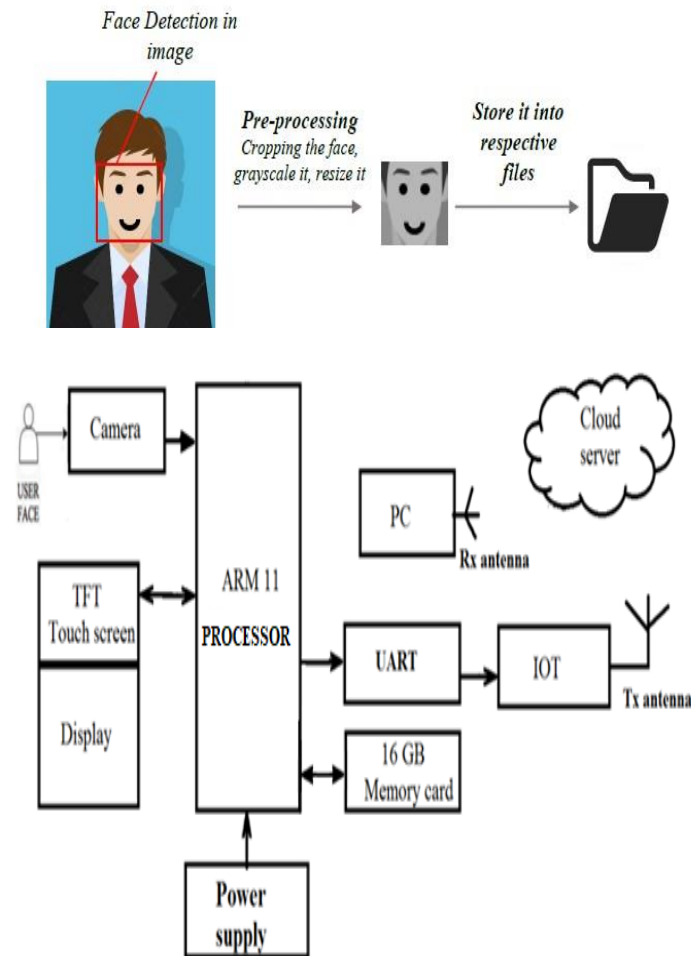 Face Detection in
image
Pre-processing
Cropping the face,
grayscale it, resize it
Store it into
respective
files
Camera
USER
FACE
Cloud
server
PC
Rx antenna
TFT
Touch screen
Display
ARM 11
PROCESSOR
UART
IOT
Tx antenna
16 GB
Memory card
Power
supply